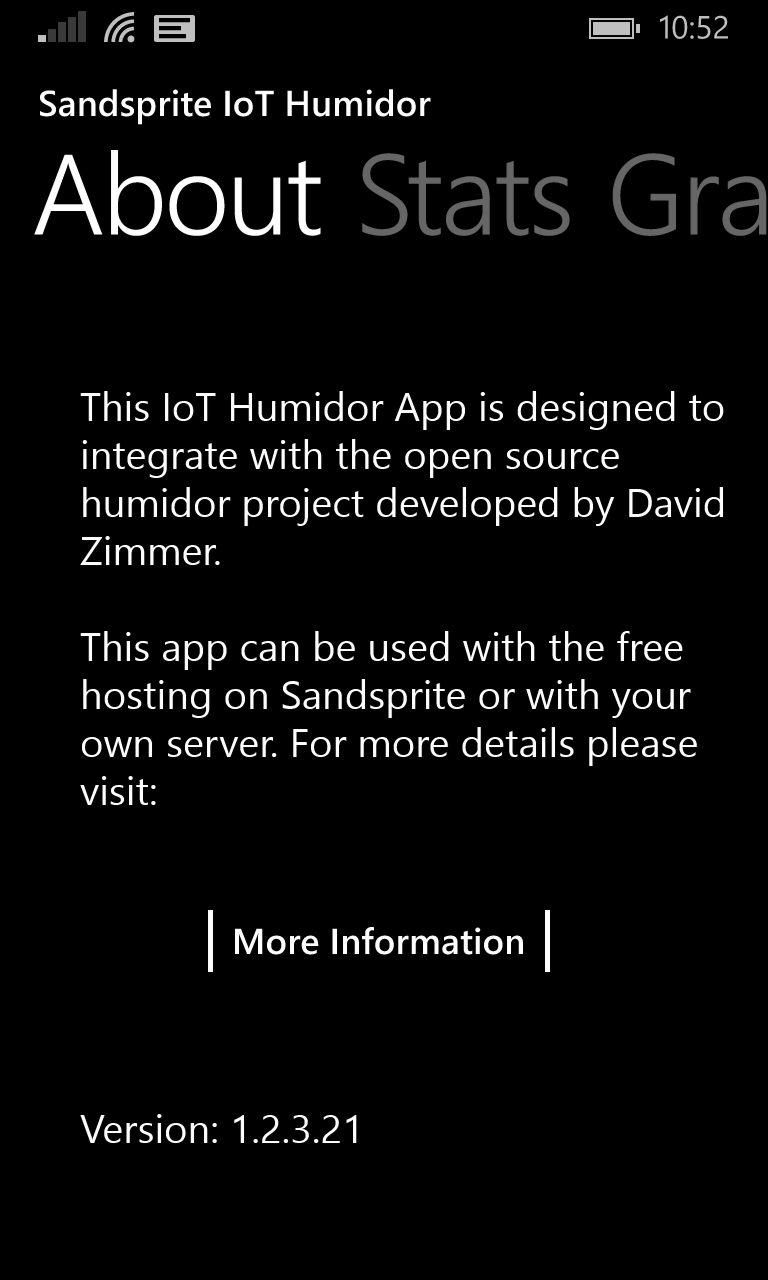 10:52
Sandsprite IoT Humidor
About Stats Gra
This IoT Humidor App is designed to
integrate with the open source
humidor project developed by David
Zimmer.
This app can be used with the free
hosting on Sandsprite or with your
own server. For more details please
visit:
More Information
Version: 1.2.3.21